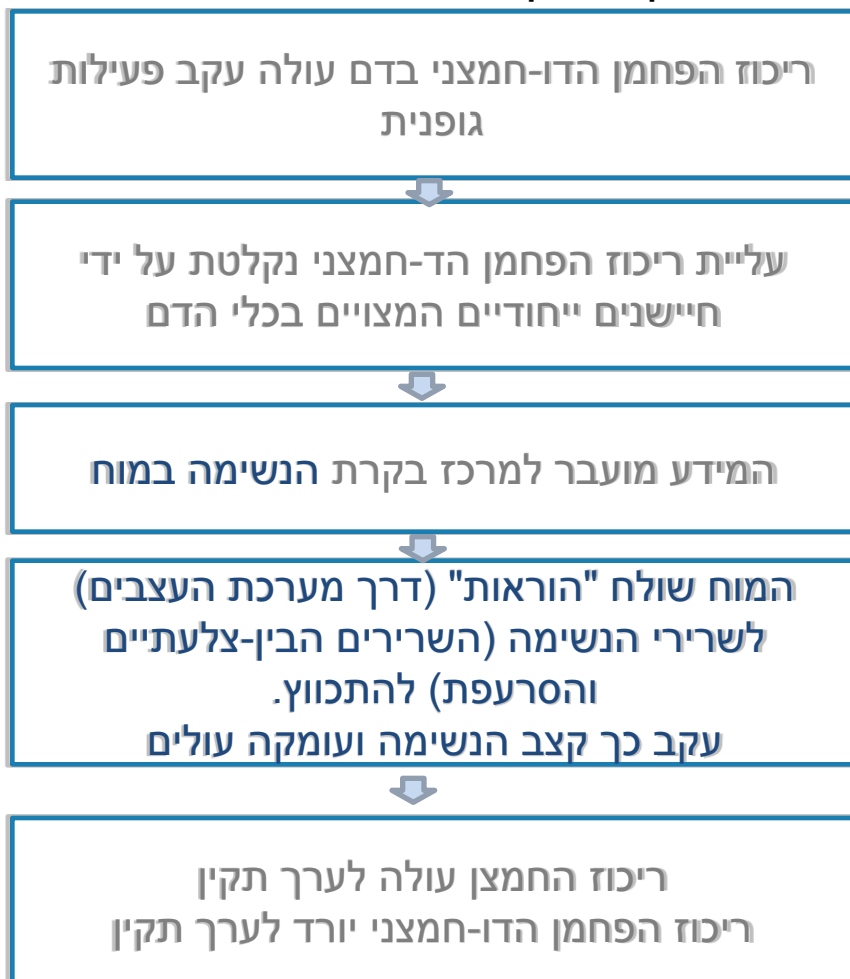 ריכוז הפחמן הדו-חמצני בדם עולה עקב פעילות
גופנית
עליית ריכוז הפחמן הד-חמצני נקלטת על ידי
חיישנים ייחודיים המצויים בכלי הדם
המידע מועבר למרכז בקרת הנשימה במוח
המוח שולח "הוראות" (דרך מערכת העצבים)
לשרירי הנשימה (השרירים הבין-צלעתיים
והסרעפת) להתכווץ.
עקב כך קצב הנשימה ועומקה עולים
ריכוז החמצן עולה לערך תקין
ריכוז הפחמן הדו-חמצני יורד לערך תקין